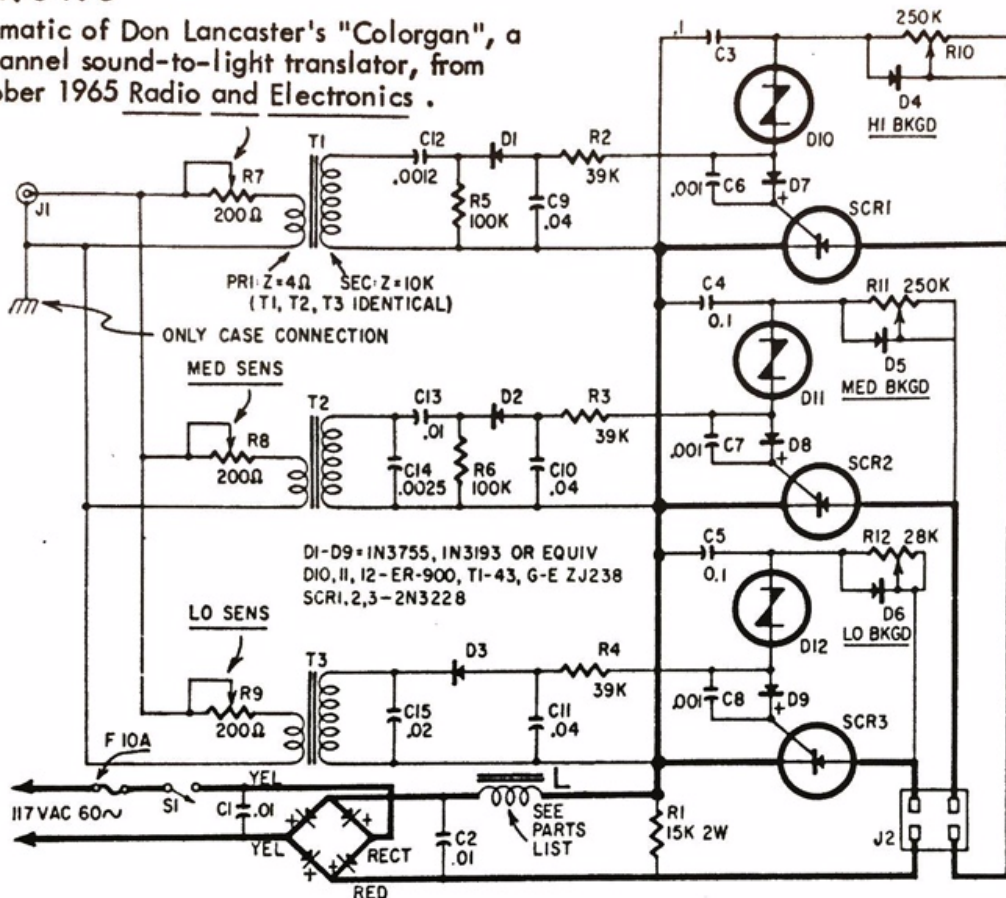 matic of Don Lancaster's "Colorgan", a
annel sound-to-light translator, from
ber 1965 Radio and Electronics .
.1
C3
250K
R10
D4
HI BKGD
D10
R7
200Ω
T1
C12
.0012
D1
R5
100K
C9
.04
R2
39K
.001
C6
D7
+
SCR1
J1
PRI: Z=4Ω SEC: Z=10K
(T1, T2, T3 IDENTICAL)
ONLY CASE CONNECTION
C4
0.1
R11 250K
D5
MED BKGD
D11
MED SENS
R8
200Ω
T2
C13
.01
D2
C14
.0025
R6
100K
C10
.04
R3
39K
.001
C7
D8
+
SCR2
C5
0.1
R12 28K
D6
LO BKGD
D12
D1-D9=1N3755, 1N3193 OR EQUIV
D10, 11, 12-ER-900, T1-43, G-E ZJ238
SCR1,2,3-2N3228
LO SENS
R9
200Ω
T3
D3
C15
.02
C11
.04
R4
39K
.001
C8
D9
+
SCR3
F 10A
117 VAC 60~
S1
C1
.01
YEL
YEL
+
+
+
+
RECT
RED
C2
.01
L
SEE
PARTS
LIST
R1
15K 2W
J2